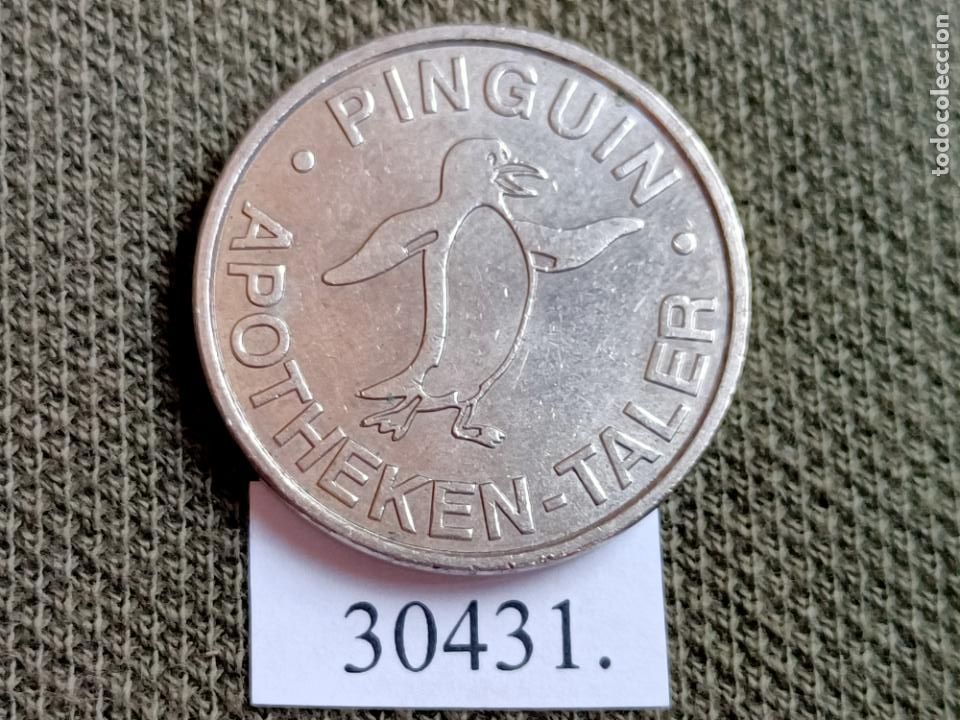 • PINGUIN •
APOTHEKEN-TALER
30431.
todocoleccion